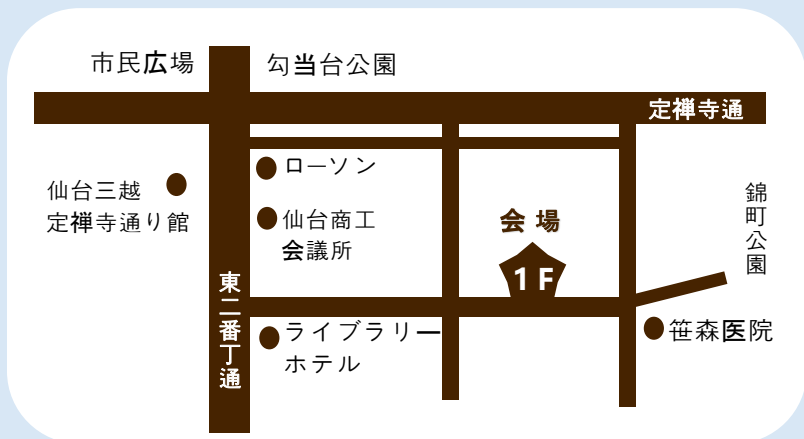 市民広場
勾当台公園
定禅寺通
ローソン
仙台三越
定禅寺通り館
仙台商工
会議所
会場
1F
錦町公園
東二番丁通
ライブラリー
ホテル
笹森医院